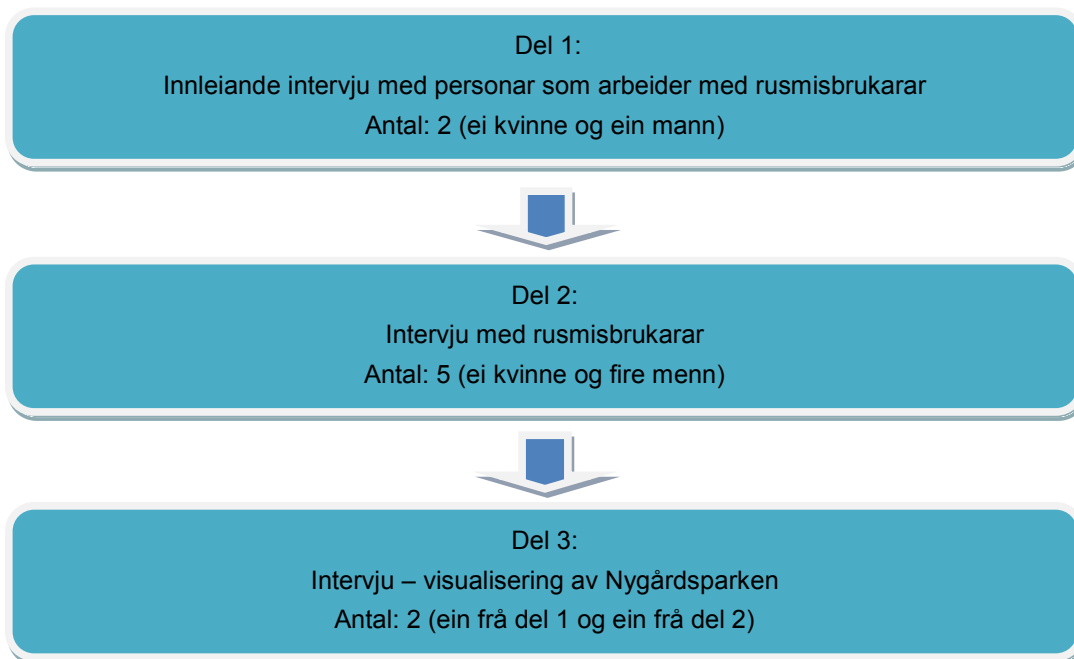 Del 1:
Innleiande intervju med personar som arbeider med rusmisbrukarar
Antal: 2 (ei kvinne og ein mann)
Del 2:
Intervju med rusmisbrukarar
Antal: 5 (ei kvinne og fire menn)
Del 3:
Intervju – visualisering av Nygårdsparken
Antal: 2 (ein frå del 1 og ein frå del 2)